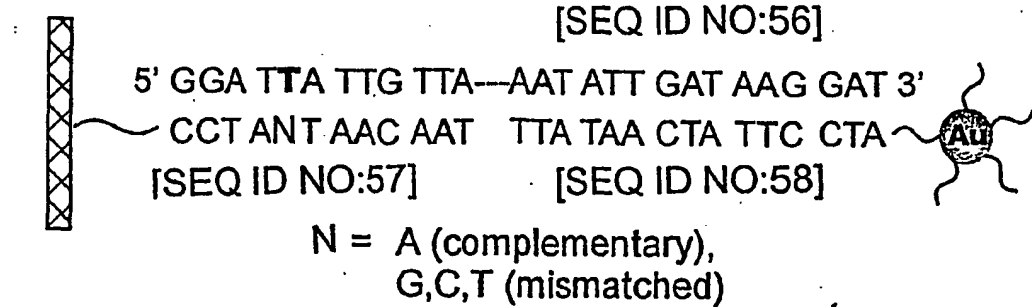 [SEQ ID NO:56]
5' GGA TTA TTG TTA---AAT ATT GAT AAG GAT 3'
CCT ANT AAC AAT TTA TAA CTA TTC CTA Au
[SEQ ID NO:57] [SEQ ID NO:58]
N = A (complementary),
G,C,T (mismatched)